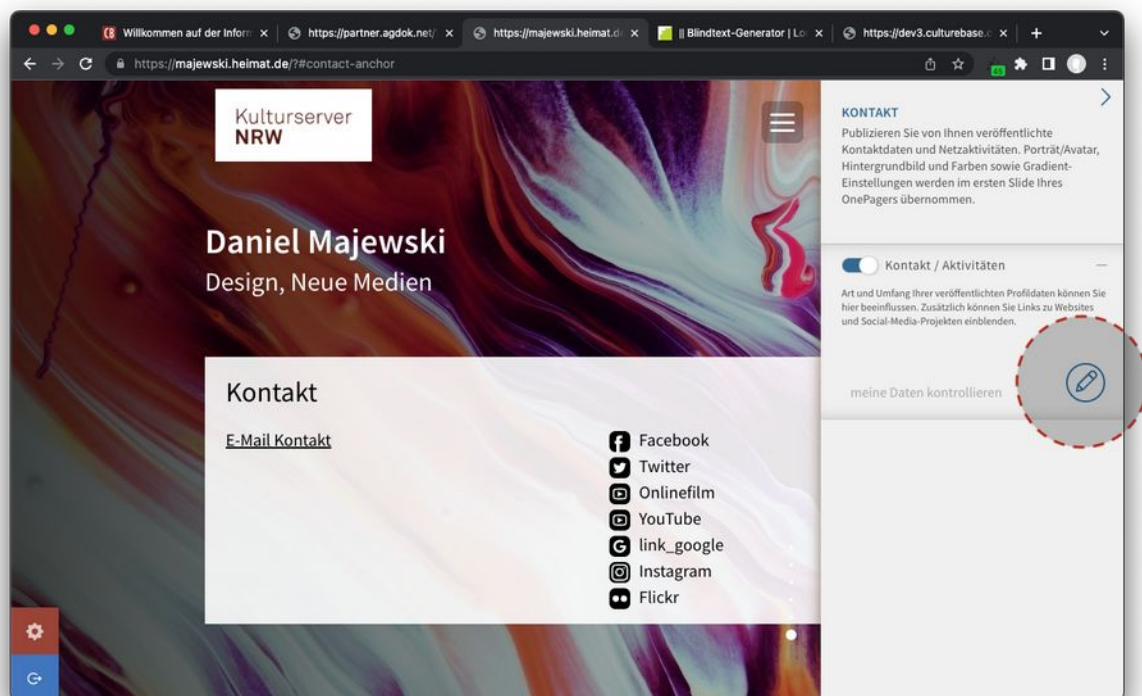 Willkommen auf der Inform
https://partner.agdok.net/
https://majewski.heimat.d
|| Blindtext-Generator | Lo
https://dev3.culturebase.c
https://majewski.heimat.de/?#contact-anchor
45
Kulturserver
NRW
Daniel Majewski
Design, Neue Medien
Kontakt
E-Mail Kontakt
Facebook
Twitter
Onlinefilm
YouTube
link_google
Instagram
Flickr
KONTAKT
Publizieren Sie von Ihnen veröffentlichte
Kontaktdaten und Netzaktivitäten. Porträt/Avatar,
Hintergrundbild und Farben sowie Gradient-
Einstellungen werden im ersten Slide Ihres
OnePagers übernommen.
Kontakt / Aktivitäten
Art und Umfang Ihrer veröffentlichten Profildaten können Sie
hier beeinflussen. Zusätzlich können Sie Links zu Websites
und Social-Media-Projekten einblenden.
meine Daten kontrollieren